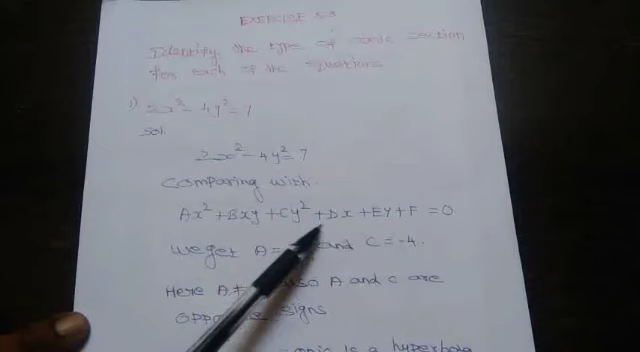 EXERCISE 5.3
Identify the type of conic section
for each of the equations
1) 2x² - 4y² = 7
Sol.
2x² - 4y² = 7
Comparing with
Ax² + Bxy + Cy² + Dx + Ey + F = 0
We get A = and C = -4.
Here A ≠ also A and C are
Opposite signs
conic is a hyperbola